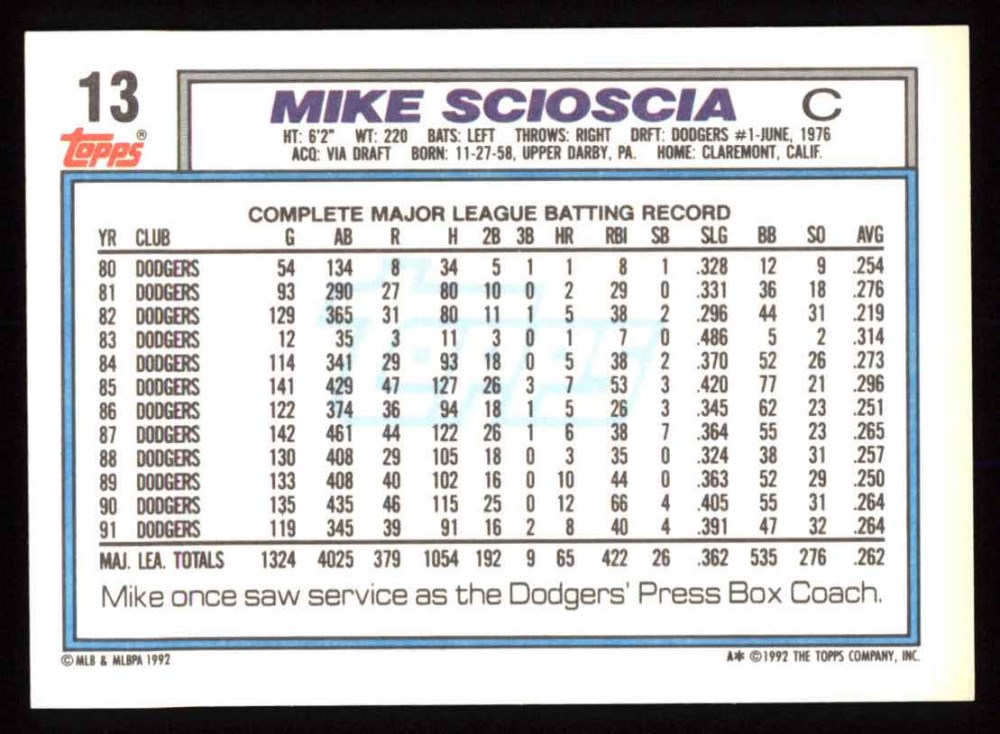 13
Topps®
MIKE SCIOSCIA C
HT: 6'2" WT: 220 BATS: LEFT THROWS: RIGHT DRFT: DODGERS #1-JUNE, 1976
ACQ: VIA DRAFT BORN: 11-27-58, UPPER DARBY, PA. HOME: CLAREMONT, CALIF.
COMPLETE MAJOR LEAGUE BATTING RECORD
YR CLUB G AB R H 2B 3B HR RBI SB SLG BB SO AVG
80 DODGERS 54 134 8 34 5 1 1 8 1 .328 12 9 .254
81 DODGERS 93 290 27 80 10 0 2 29 0 .331 36 18 .276
82 DODGERS 129 365 31 80 11 1 5 38 2 .296 44 31 .219
83 DODGERS 12 35 3 11 3 0 1 7 0 .486 5 2 .314
84 DODGERS 114 341 29 93 18 0 5 38 2 .370 52 26 .273
85 DODGERS 141 429 47 127 26 3 7 53 3 .420 77 21 .296
86 DODGERS 122 374 36 94 18 1 5 26 3 .345 62 23 .251
87 DODGERS 142 461 44 122 26 1 6 38 7 .364 55 23 .265
88 DODGERS 130 408 29 105 18 0 3 35 0 .324 38 31 .257
89 DODGERS 133 408 40 102 16 0 10 44 0 .363 52 29 .250
90 DODGERS 135 435 46 115 25 0 12 66 4 .405 55 31 .264
91 DODGERS 119 345 39 91 16 2 8 40 4 .391 47 32 .264
MAJ. LEA. TOTALS 1324 4025 379 1054 192 9 65 422 26 .362 535 276 .262
Topps
Mike once saw service as the Dodgers' Press Box Coach.
© MLB & MLBPA 1992
A* © 1992 THE TOPPS COMPANY, INC.